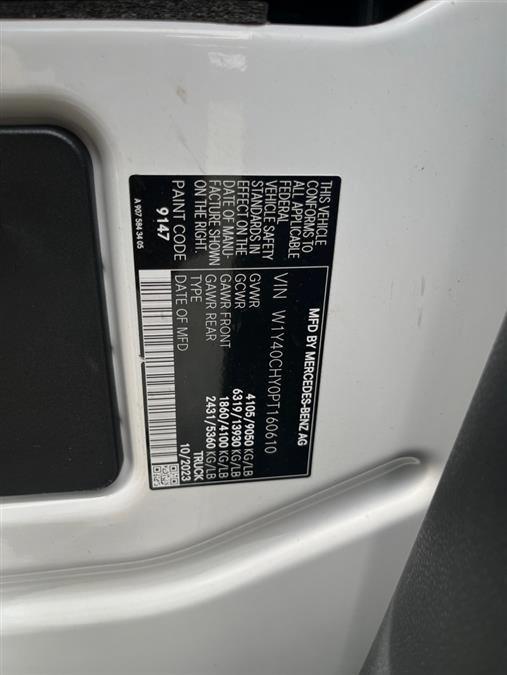 MFD BY MERCEDES-BENZ AG
VIN W1Y40CHY0PT160610
THIS VEHICLE
CONFORMS TO
ALL APPLICABLE
FEDERAL
VEHICLE SAFETY
STANDARDS IN
EFFECT ON THE
DATE OF MANU-
FACTURE SHOWN
ON THE RIGHT.
PAINT CODE
9147
A 907 584 34 05
GVWR 4105/9050 KG/LB
GCWR 6319/13930 KG/LB
GAWR FRONT 1860/4100 KG/LB
GAWR REAR 2431/5360 KG/LB
TYPE TRUCK
DATE OF MFD 10/2023